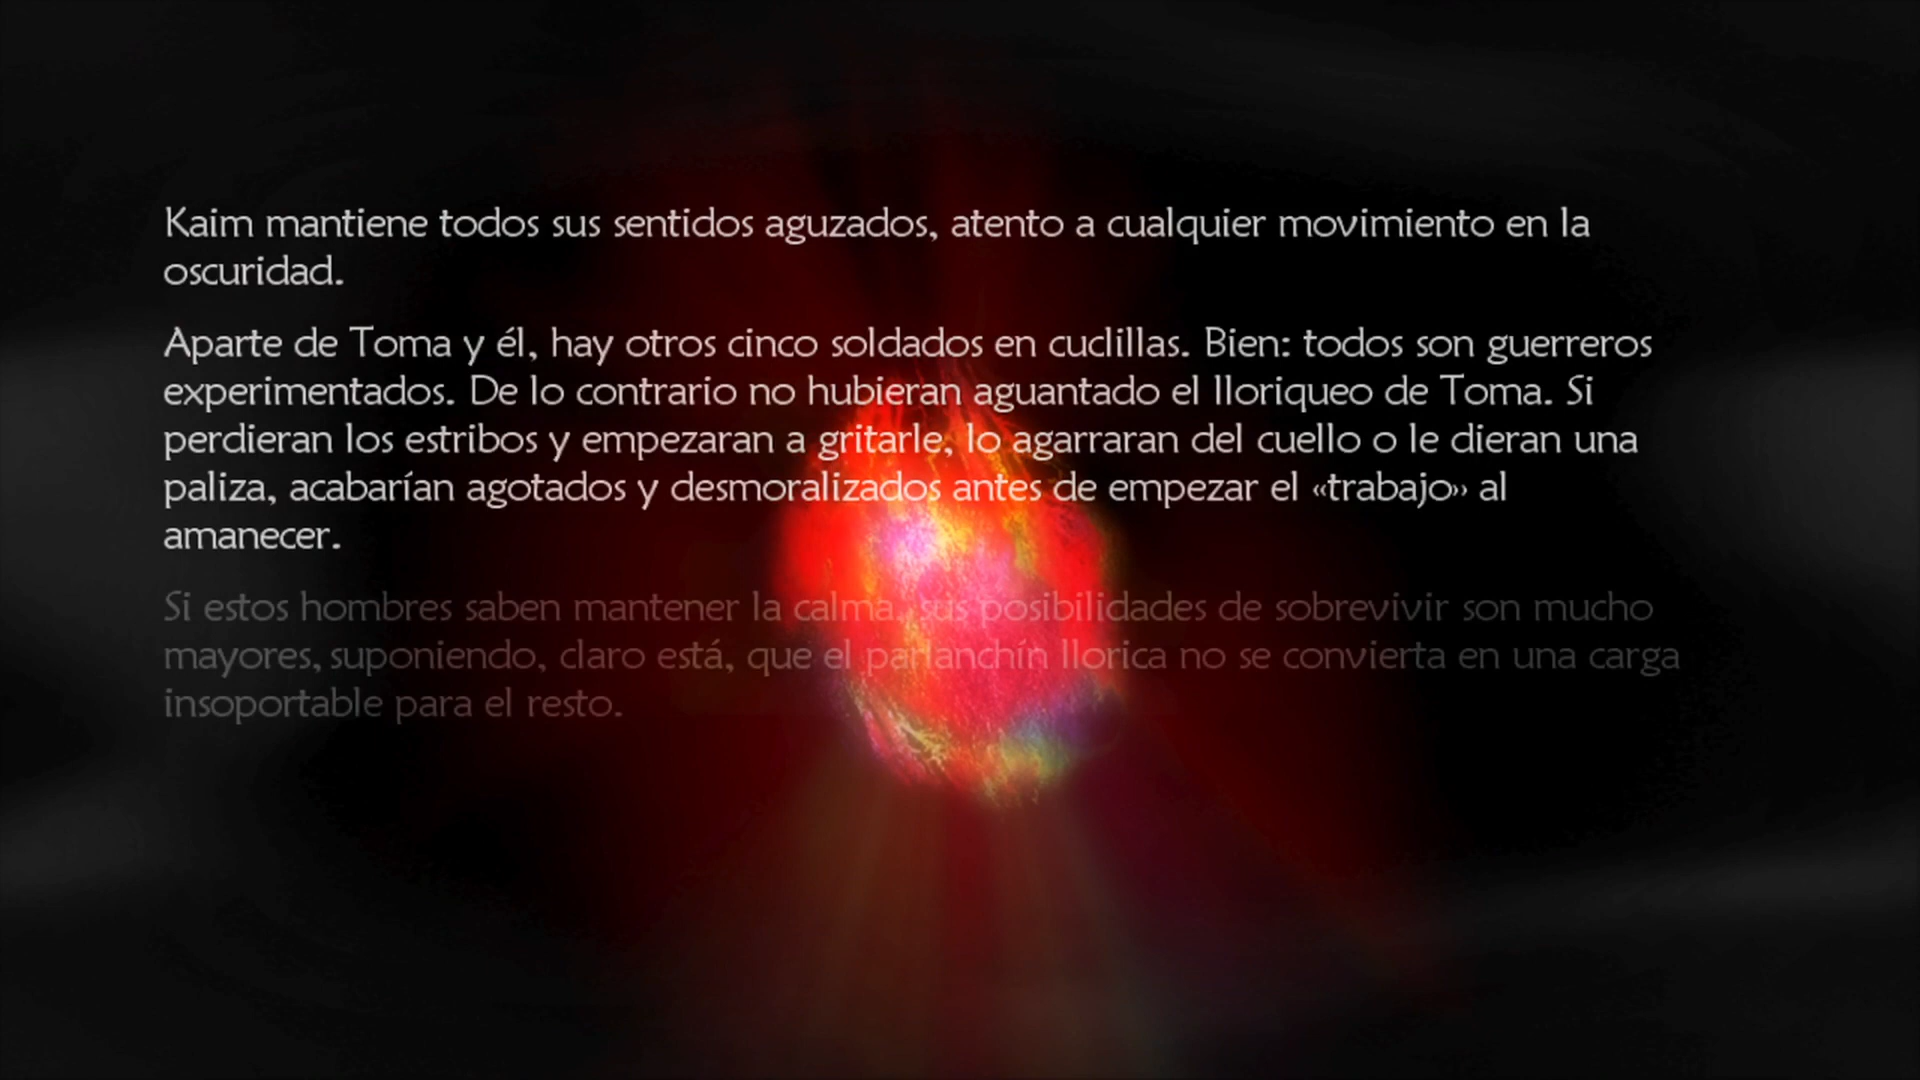 Kaim mantiene todos sus sentidos aguzados, atento a cualquier movimiento en la
oscuridad.
Aparte de Toma y él, hay otros cinco soldados en cuclillas. Bien: todos son guerreros
experimentados. De lo contrario no hubieran aguantado el lloriqueo de Toma. Si
perdieran los estribos y empezaran a gritarle, lo agarraran del cuello o le dieran una
paliza, acabarían agotados y desmoralizados antes de empezar el «trabajo» al
amanecer.
Si estos hombres saben mantener la calma, sus posibilidades de sobrevivir son mucho
mayores, suponiendo, claro está, que el parlanchín llorica no se convierta en una carga
insoportable para el resto.